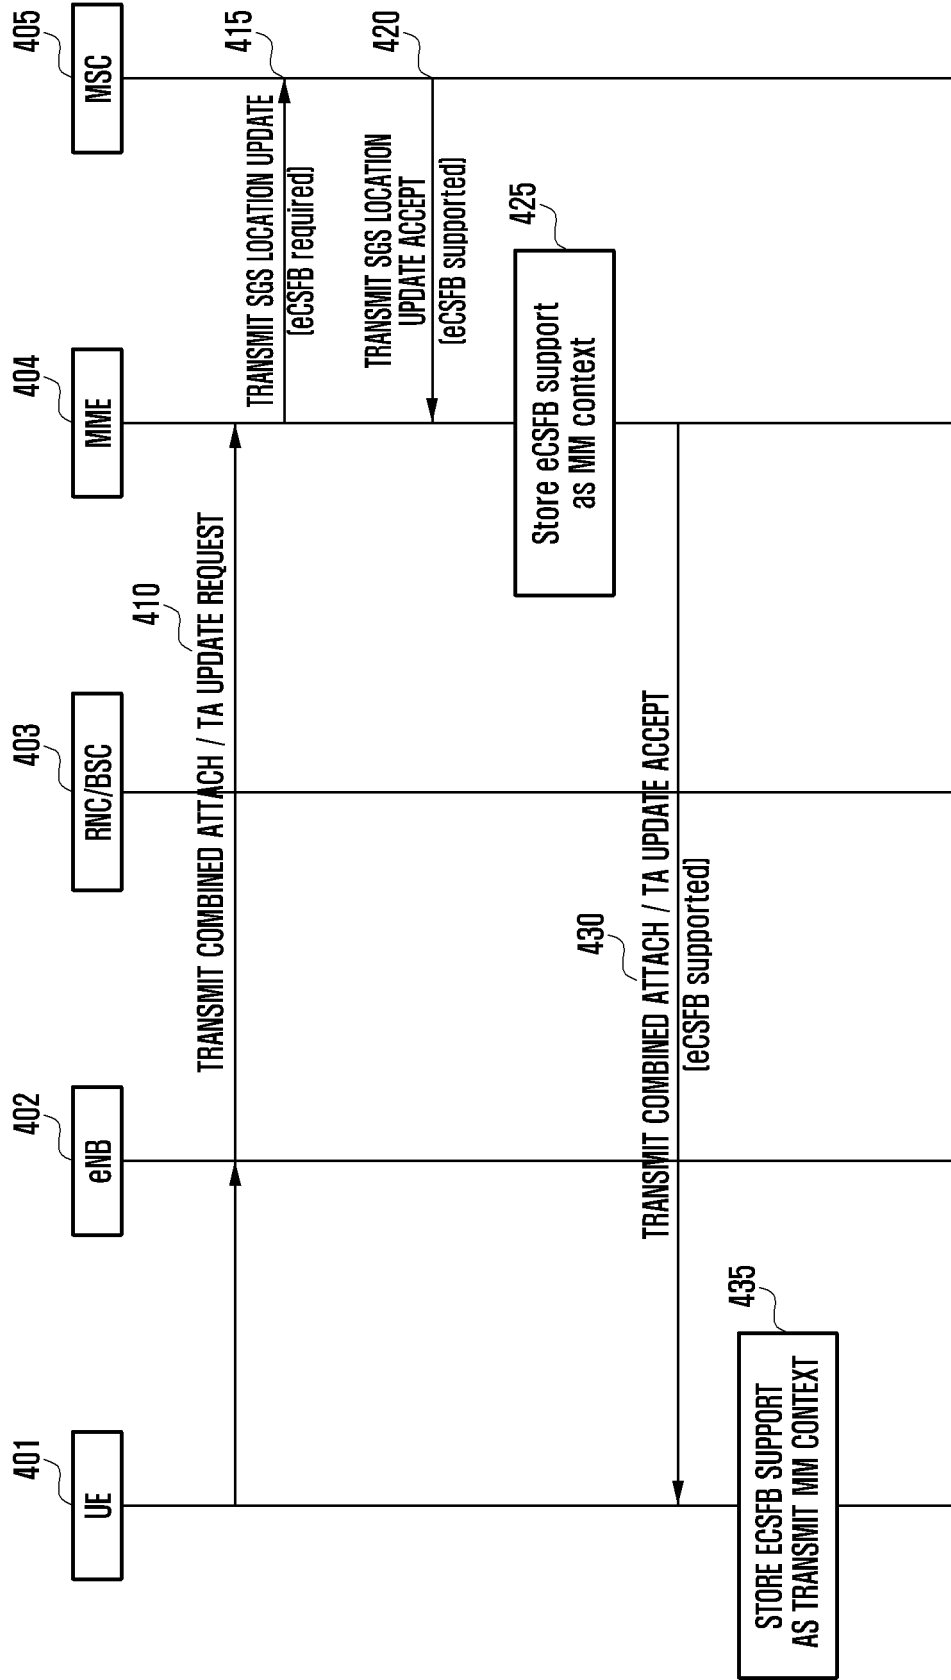 401
402
403
404
405
UE
eNB
RNC/BSC
MME
MSC
410
TRANSMIT COMBINED ATTACH / TA UPDATE REQUEST
TRANSMIT SGS LOCATION UPDATE
(eCSFB required)
415
TRANSMIT SGS LOCATION
UPDATE ACCEPT
(eCSFB supported)
420
425
Store eCSFB support
as MM context
430
TRANSMIT COMBINED ATTACH / TA UPDATE ACCEPT
(eCSFB supported)
435
STORE ECSFB SUPPORT
AS TRANSMIT MM CONTEXT